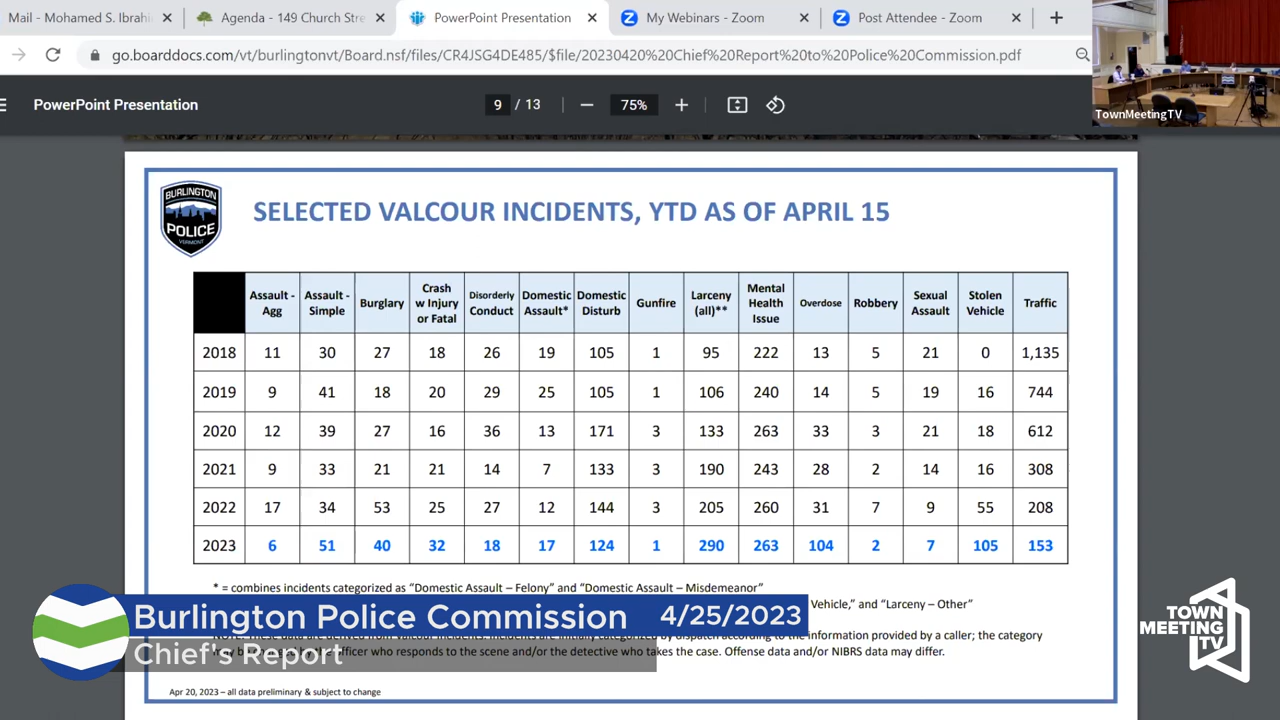 Mail - Mohamed S. Ibrahi
Agenda - 149 Church Stre
PowerPoint Presentation
My Webinars - Zoom
Post Attendee - Zoom
go.boarddocs.com/vt/burlingtonvt/Board.nsf/files/CR4JSG4DE485/$file/20230420%20Chief%20Report%20to%20Police%20Commission.pdf
PowerPoint Presentation
9 / 13
75%
TownMeetingTV
BURLINGTON
POLICE
VERMONT
SELECTED VALCOUR INCIDENTS, YTD AS OF APRIL 15
Assault - Agg Assault - Simple Burglary Crash w Injury or Fatal Disorderly Conduct Domestic Assault* Domestic Disturb Gunfire Larceny (all)** Mental Health Issue Overdose Robbery Sexual Assault Stolen Vehicle Traffic
2018 11 30 27 18 26 19 105 1 95 222 13 5 21 0 1,135
2019 9 41 18 20 29 25 105 1 106 240 14 5 19 16 744
2020 12 39 27 16 36 13 171 3 133 263 33 3 21 18 612
2021 9 33 21 21 14 7 133 3 190 243 28 2 14 16 308
2022 17 34 53 25 27 12 144 3 205 260 31 7 9 55 208
2023 6 51 40 32 18 17 124 1 290 263 104 2 7 105 153
* = combines incidents categorized as “Domestic Assault – Felony” and “Domestic Assault – Misdemeanor”
Vehicle,” and “Larceny – Other”
Burlington Police Commission 4/25/2023
information provided by a caller; the category
officer who responds to the scene and/or the detective who takes the case. Offense data and/or NIBRS data may differ.
Chief's Report
Apr 20, 2023 – all data preliminary & subject to change
TOWN
MEETING
TV